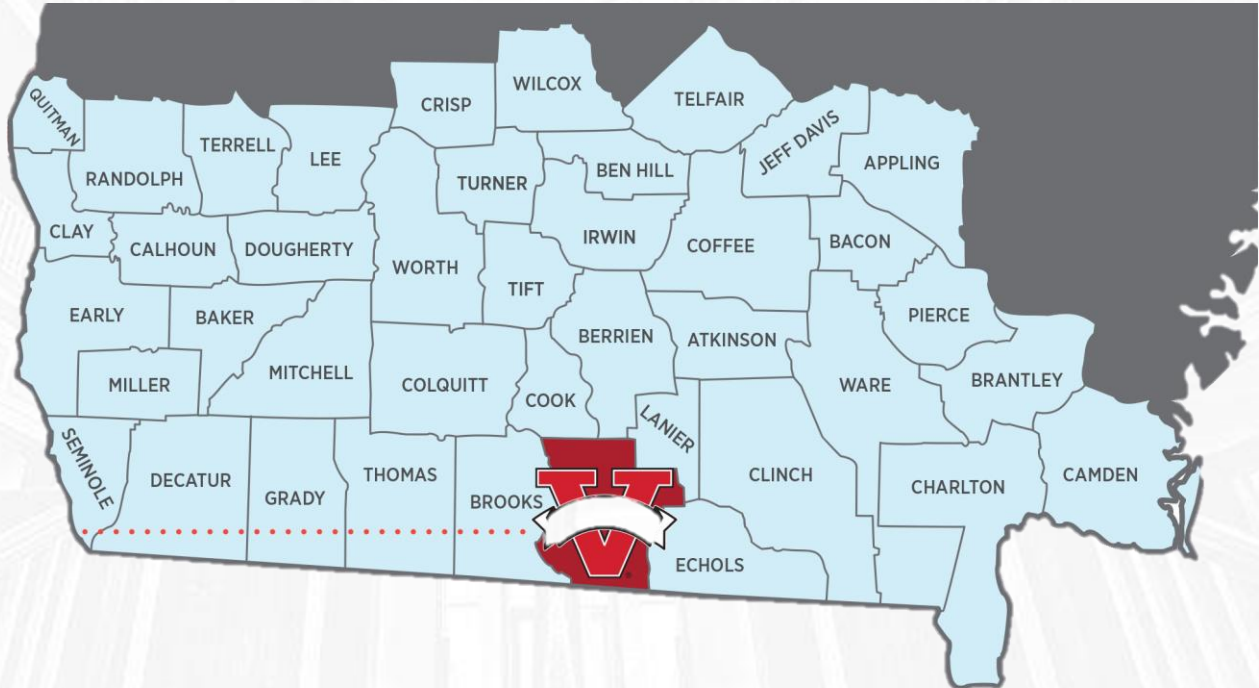 QUITMAN
CRISP
WILCOX
TELFAIR
JEFF DAVIS
TERRELL
LEE
RANDOLPH
TURNER
BEN HILL
APPLING
CLAY
CALHOUN
DOUGHERTY
WORTH
IRWIN
COFFEE
BACON
TIFT
EARLY
BAKER
BERRIEN
ATKINSON
PIERCE
MILLER
MITCHELL
COLQUITT
COOK
WARE
BRANTLEY
LANIER
SEMINOLE
DECATUR
GRADY
THOMAS
BROOKS
CLINCH
CHARLTON
CAMDEN
V
ECHOLS